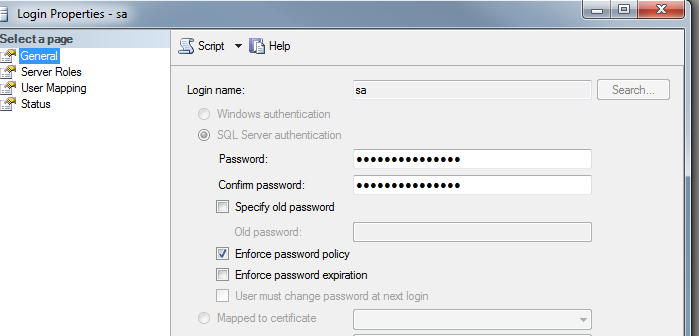 Login Properties - sa
Select a page
General
Server Roles
User Mapping
Status
Script Help
Login name: sa Search...
Windows authentication
SQL Server authentication
Password: ●●●●●●●●●●●●●●●
Confirm password: ●●●●●●●●●●●●●●●
Specify old password
Old password:
Enforce password policy
Enforce password expiration
User must change password at next login
Mapped to certificate